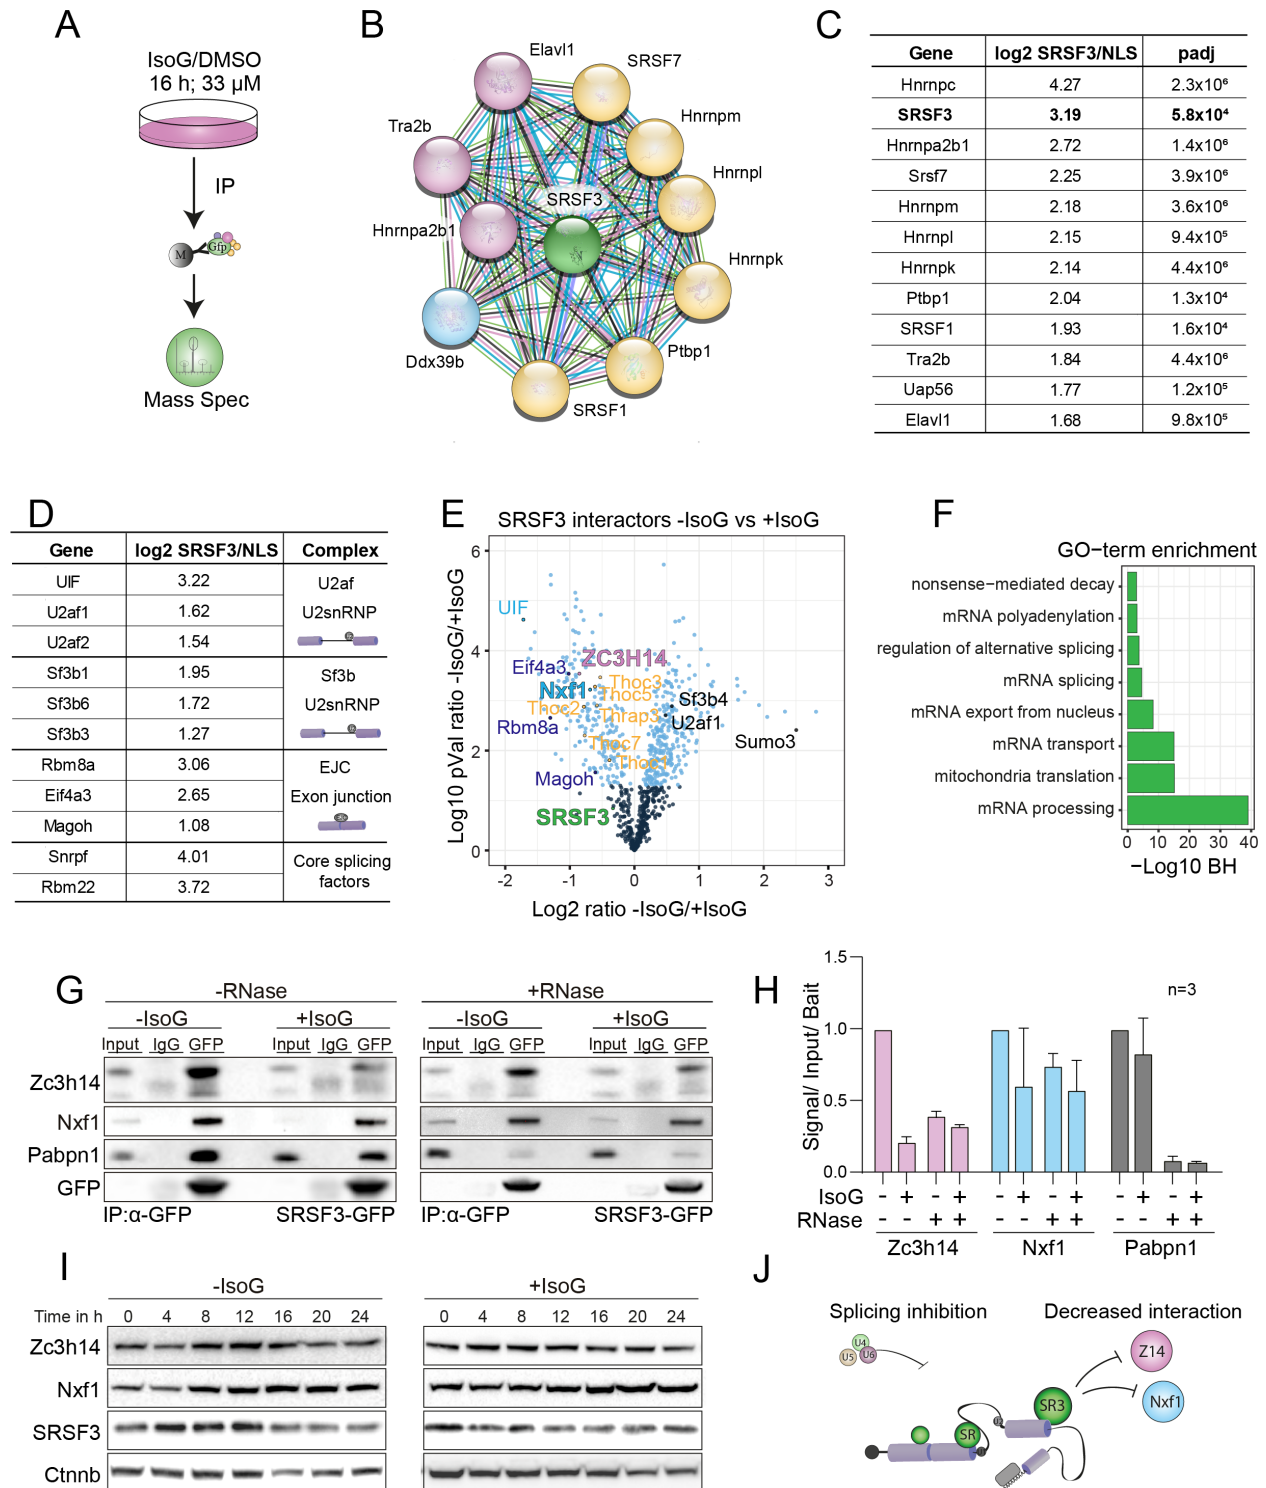 A
IsoG/DMSO
16 h; 33 µM
IP
M
Gfp
Mass Spec
B
Elavl1
SRSF7
Tra2b
Hnrnpm
Hnrnpl
SRSF3
Hnrnpa2b1
Hnrnpk
Ddx39b
Ptbp1
SRSF1
C
Gene log2 SRSF3/NLS padj
Hnrnpc 4.27 2.3x10⁶
SRSF3 3.19 5.8x10⁴
Hnrnpa2b1 2.72 1.4x10⁶
Srsf7 2.25 3.9x10⁶
Hnrnpm 2.18 3.6x10⁶
Hnrnpl 2.15 9.4x10⁵
Hnrnpk 2.14 4.4x10⁶
Ptbp1 2.04 1.3x10⁴
SRSF1 1.93 1.6x10⁴
Tra2b 1.84 4.4x10⁶
Uap56 1.77 1.2x10⁵
Elavl1 1.68 9.8x10⁵
D
Gene log2 SRSF3/NLS Complex
UIF 3.22 U2af
U2af1 1.62 U2snRNP
U2af2 1.54
Sf3b1 1.95 Sf3b
Sf3b6 1.72 U2snRNP
Sf3b3 1.27
Rbm8a 3.06 EJC
Eif4a3 2.65 Exon junction
Magoh 1.08
Snrpf 4.01 Core splicing
Rbm22 3.72 factors
E
SRSF3 interactors -IsoG vs +IsoG
Log10 pVal ratio -IsoG/+IsoG
6
4
2
0
UIF
ZC3H14
Eif4a3
Thoc3
Nxf1
Thoc5
Sf3b4
Thoc2
Thrap3
U2af1
Rbm8a
Sumo3
Thoc7
Thoc1
Magoh
SRSF3
-2 -1 0 1 2 3
Log2 ratio -IsoG/+IsoG
F
GO−term enrichment
nonsense−mediated decay
mRNA polyadenylation
regulation of alternative splicing
mRNA splicing
mRNA export from nucleus
mRNA transport
mitochondria translation
mRNA processing
0 10 20 30 40
−Log10 BH
G
-RNase +RNase
-IsoG +IsoG -IsoG +IsoG
Input IgG GFP Input IgG GFP Input IgG GFP Input IgG GFP
Zc3h14
Nxf1
Pabpn1
GFP
IP:α-GFP SRSF3-GFP IP:α-GFP SRSF3-GFP
H
Signal/ Input/ Bait
1.5
1.0
0.5
0.0
n=3
IsoG - + - + - + - + - + - +
RNase - - + + - - + + - - + +
Zc3h14 Nxf1 Pabpn1
I
-IsoG +IsoG
Time in h 0 4 8 12 16 20 24 0 4 8 12 16 20 24
Zc3h14
Nxf1
SRSF3
Ctnnb
J
Splicing inhibition Decreased interaction
U4
U5 U6
Z14
SR3
Nxf1
SR